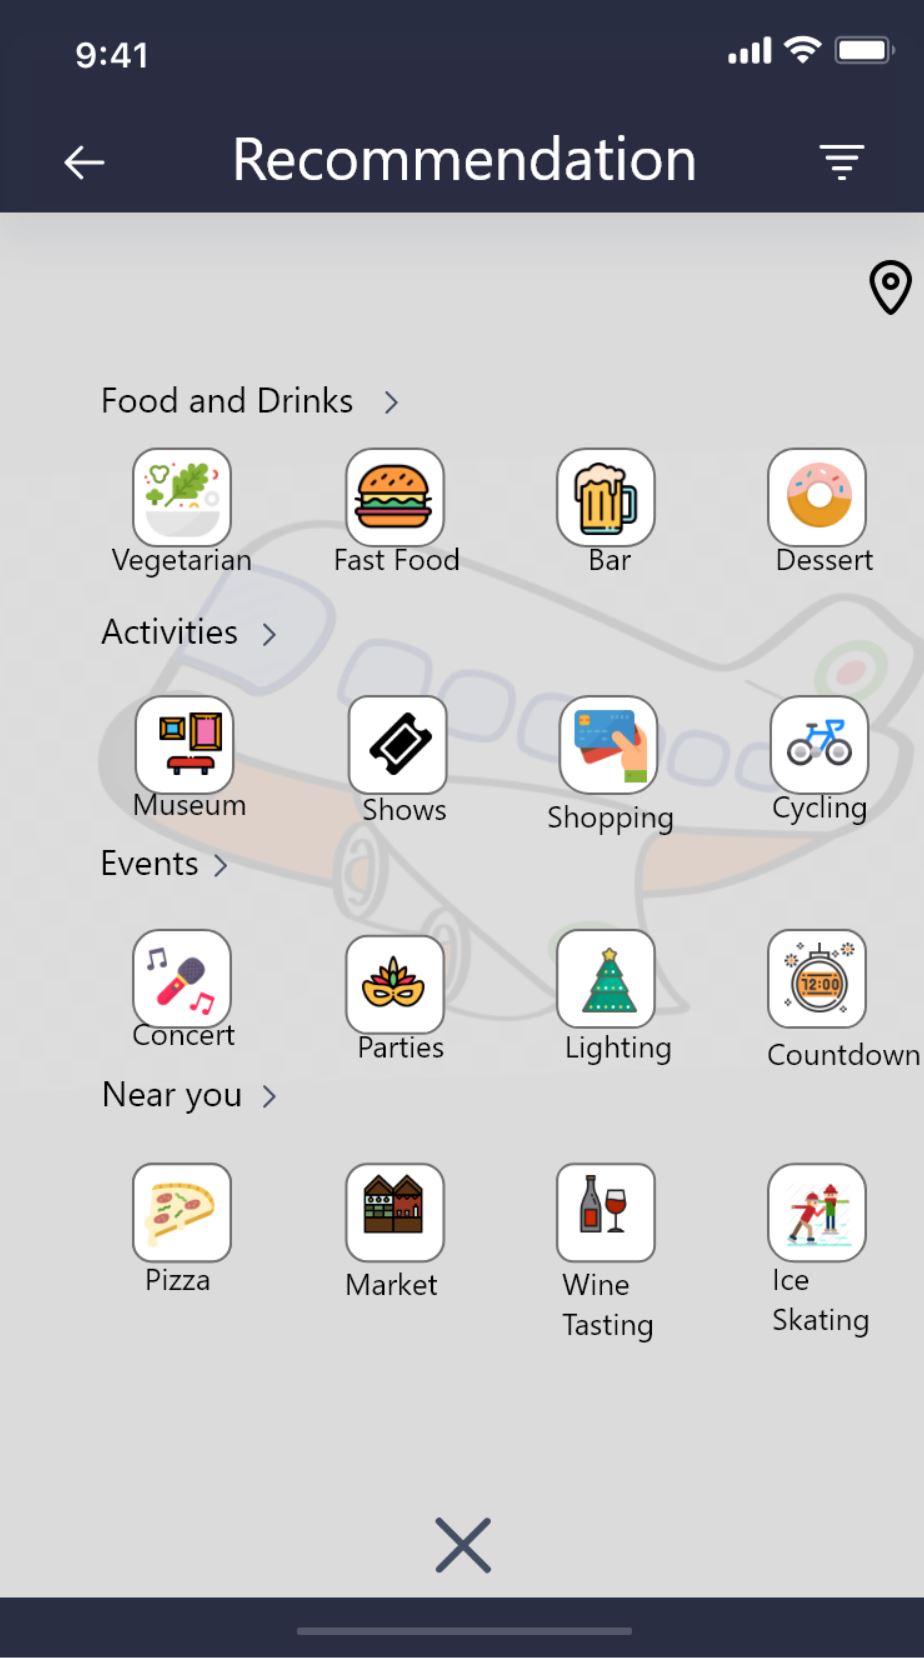 9:41
Recommendation
Food and Drinks
Vegetarian Fast Food Bar Dessert
Activities
Museum Shows Shopping Cycling
Events
12:00
Concert Parties Lighting Countdown
Near you
Pizza Market Wine Tasting Ice Skating